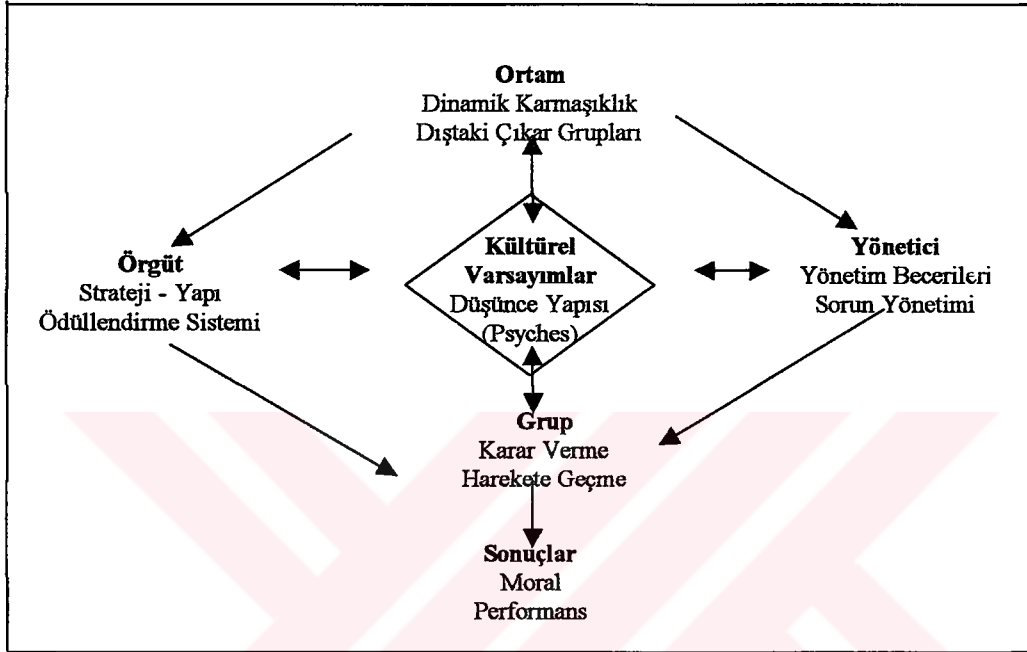 Ortam
Dinamik Karmaşıklık
Dıştaki Çıkar Grupları
Örgüt
Strateji - Yapı
Ödüllendirme Sistemi
Kültürel
Varsayımlar
Düşünce Yapısı
(Psyches)
Yönetici
Yönetim Becerileri
Sorun Yönetimi
Grup
Karar Verme
Harekete Geçme
Sonuçlar
Moral
Performans